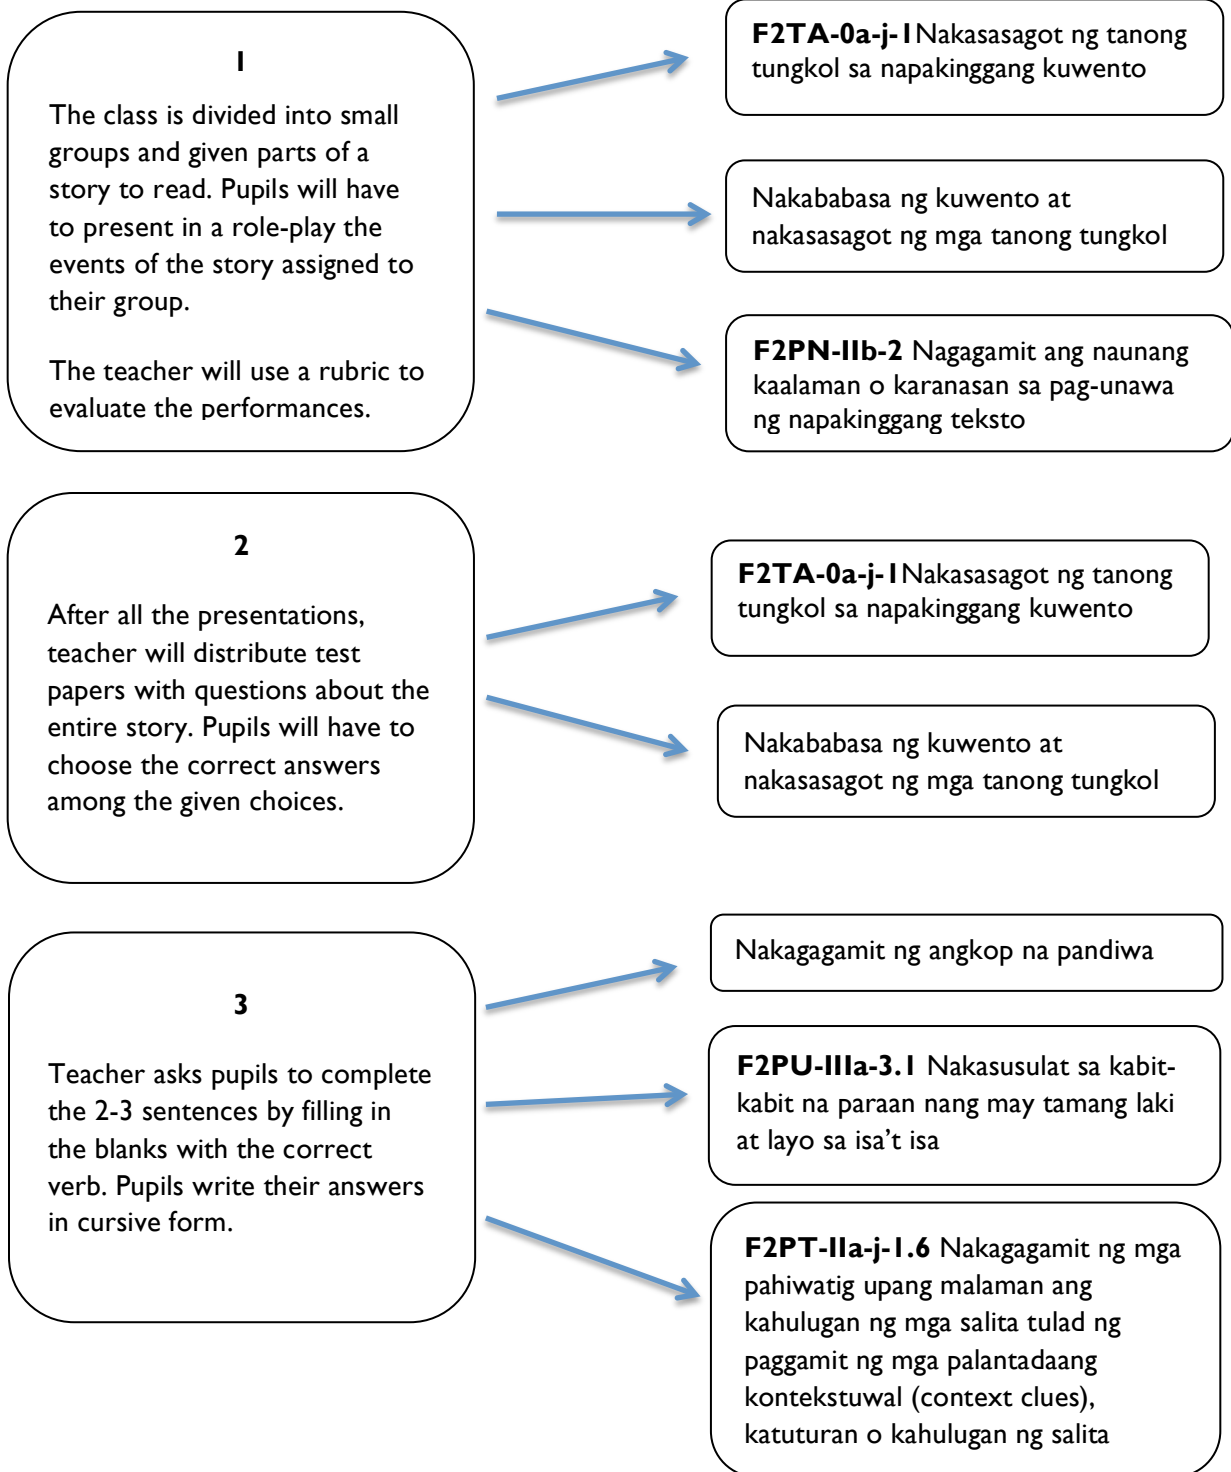 1
The class is divided into small
groups and given parts of a
story to read. Pupils will have
to present in a role-play the
events of the story assigned to
their group.
The teacher will use a rubric to
evaluate the performances.
F2TA-0a-j-1Nakasasagot ng tanong
tungkol sa napakinggang kuwento
Nakababasa ng kuwento at
nakasasagot ng mga tanong tungkol
F2PN-IIb-2 Nagagamit ang naunang
kaalaman o karanasan sa pag-unawa
ng napakinggang teksto
2
After all the presentations,
teacher will distribute test
papers with questions about the
entire story. Pupils will have to
choose the correct answers
among the given choices.
F2TA-0a-j-1Nakasasagot ng tanong
tungkol sa napakinggang kuwento
Nakababasa ng kuwento at
nakasasagot ng mga tanong tungkol
3
Teacher asks pupils to complete
the 2-3 sentences by filling in
the blanks with the correct
verb. Pupils write their answers
in cursive form.
Nakagagamit ng angkop na pandiwa
F2PU-IIIa-3.1 Nakasusulat sa kabit-
kabit na paraan nang may tamang laki
at layo sa isa’t isa
F2PT-IIa-j-1.6 Nakagagamit ng mga
pahiwatig upang malaman ang
kahulugan ng mga salita tulad ng
paggamit ng mga palantadaang
kontekstuwal (context clues),
katuturan o kahulugan ng salita